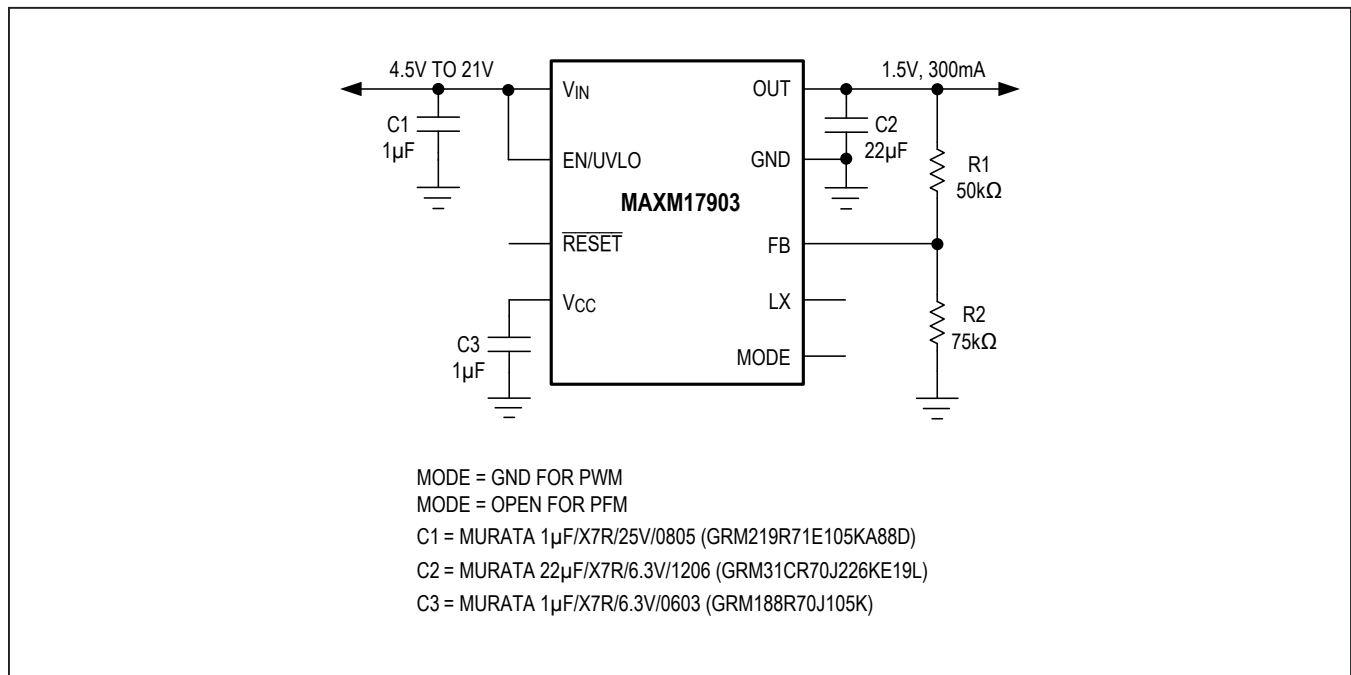 4.5V TO 21V
1.5V, 300mA
VIN
OUT
C1
1µF
C2
22µF
EN/UVLO
GND
R1
50kΩ
MAXM17903
RESET
FB
VCC
LX
R2
75kΩ
C3
1µF
MODE
MODE = GND FOR PWM
MODE = OPEN FOR PFM
C1 = MURATA 1µF/X7R/25V/0805 (GRM219R71E105KA88D)
C2 = MURATA 22µF/X7R/6.3V/1206 (GRM31CR70J226KE19L)
C3 = MURATA 1µF/X7R/6.3V/0603 (GRM188R70J105K)